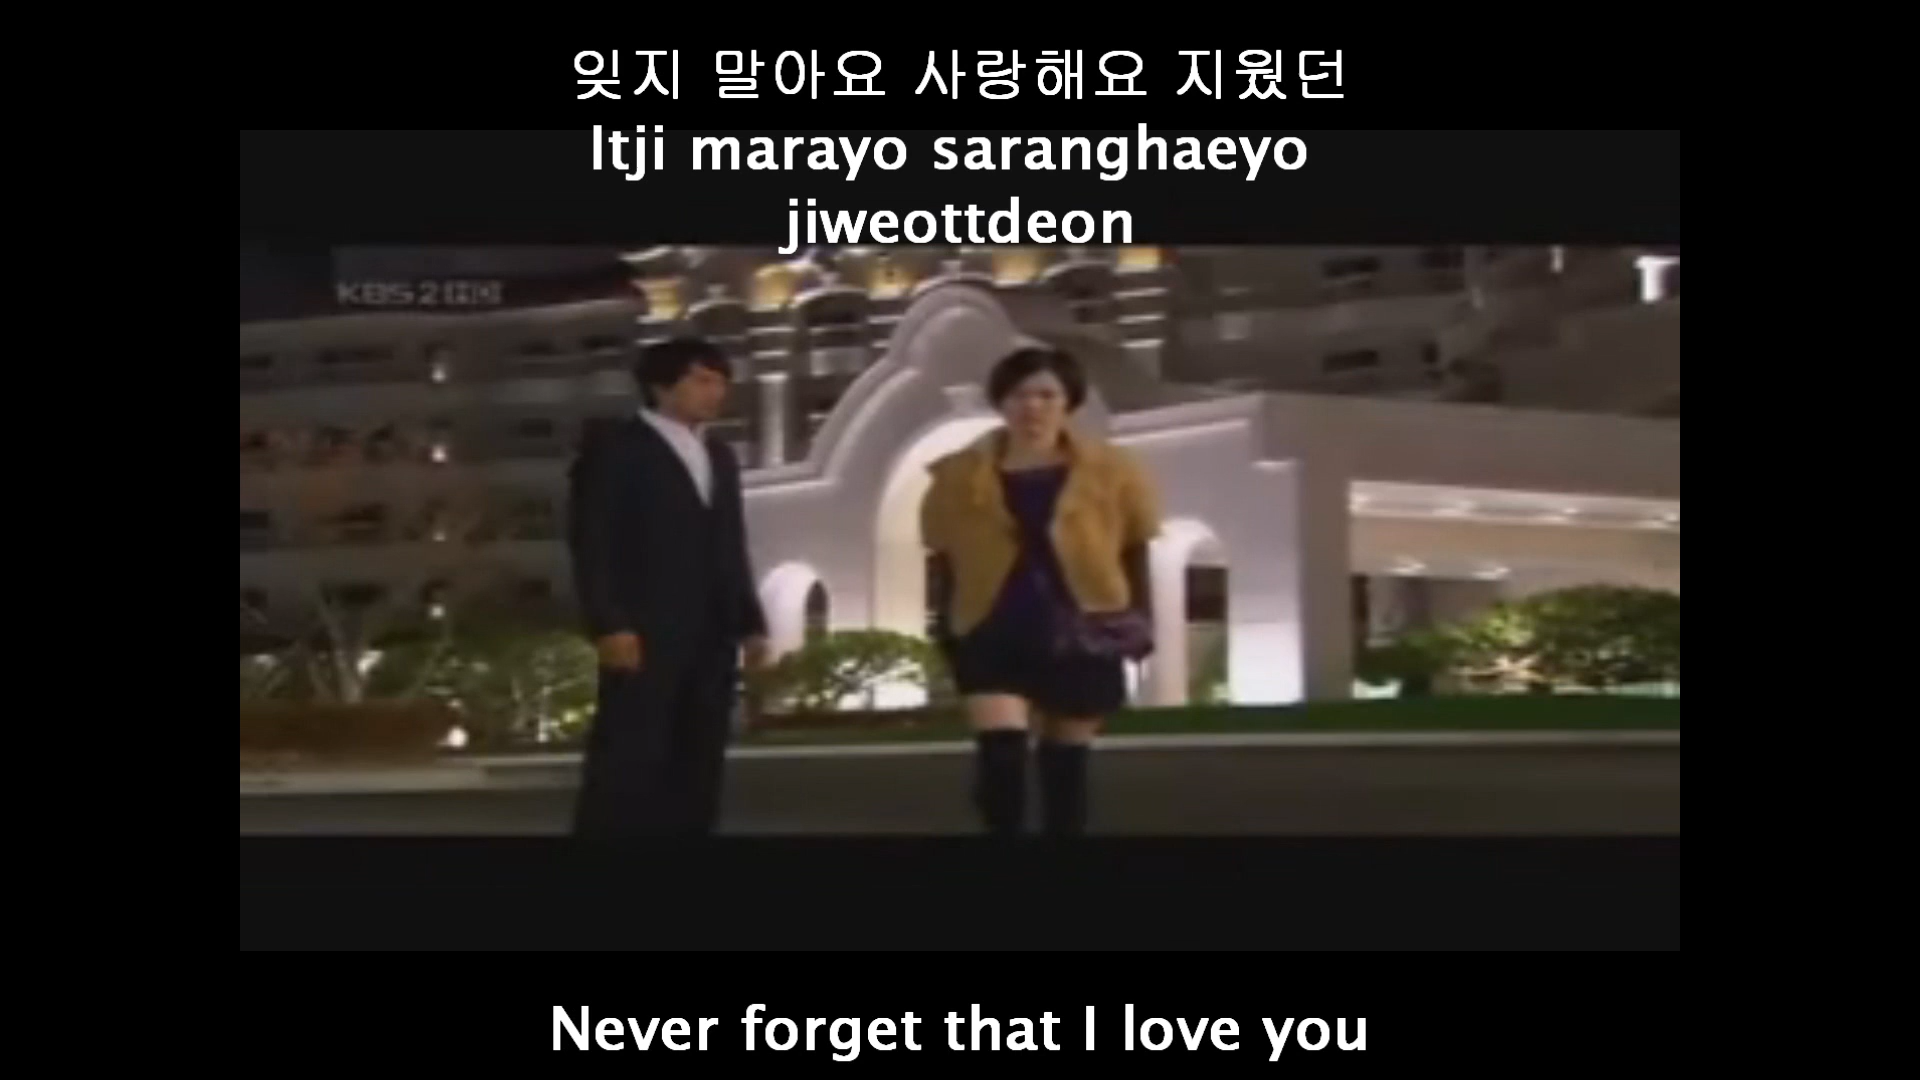 잊지 말아요 사랑해요 지웠던
Itji marayo saranghaeyo
jiweottdeon
KBS 2
Never forget that I love you